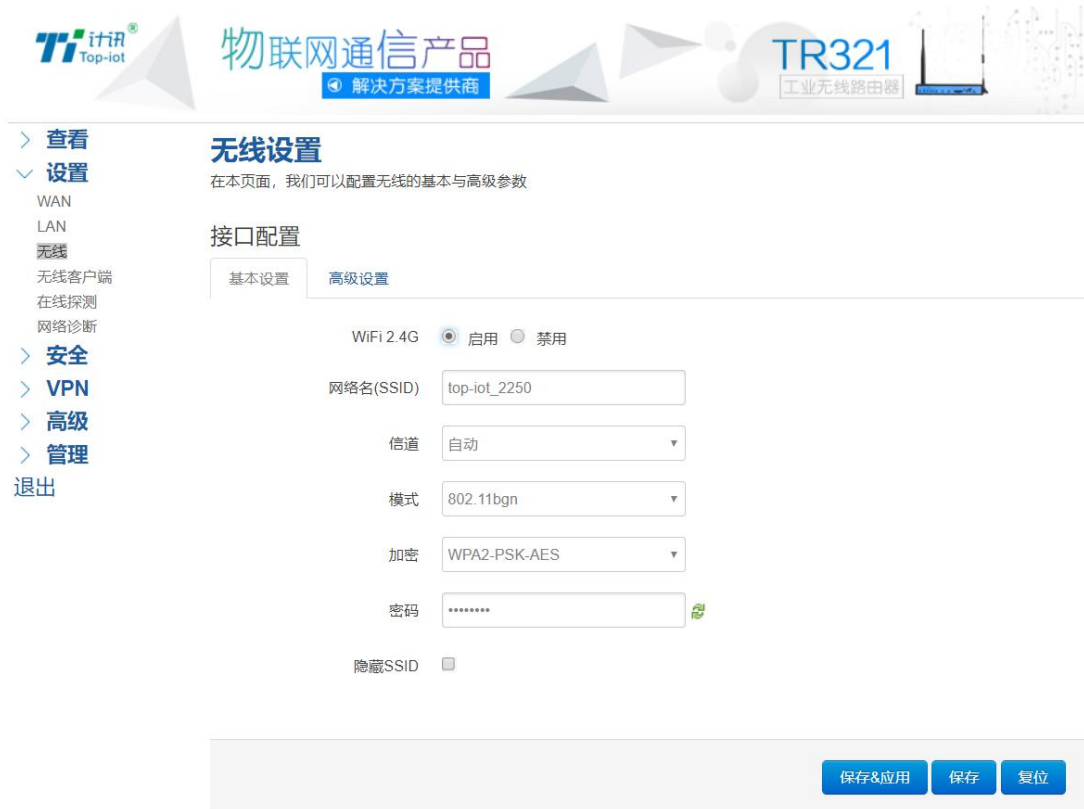 计讯®
Top-iot
物联网通信产品
解决方案提供商
TR321
工业无线路由器
查看
设置
WAN
LAN
无线
无线客户端
在线探测
网络诊断
安全
VPN
高级
管理
退出
无线设置
在本页面，我们可以配置无线的基本与高级参数
接口配置
基本设置 高级设置
WiFi 2.4G 启用 禁用
网络名(SSID) top-iot_2250
信道 自动
模式 802.11bgn
加密 WPA2-PSK-AES
密码 ••••••••
隐藏SSID
保存&应用 保存 复位